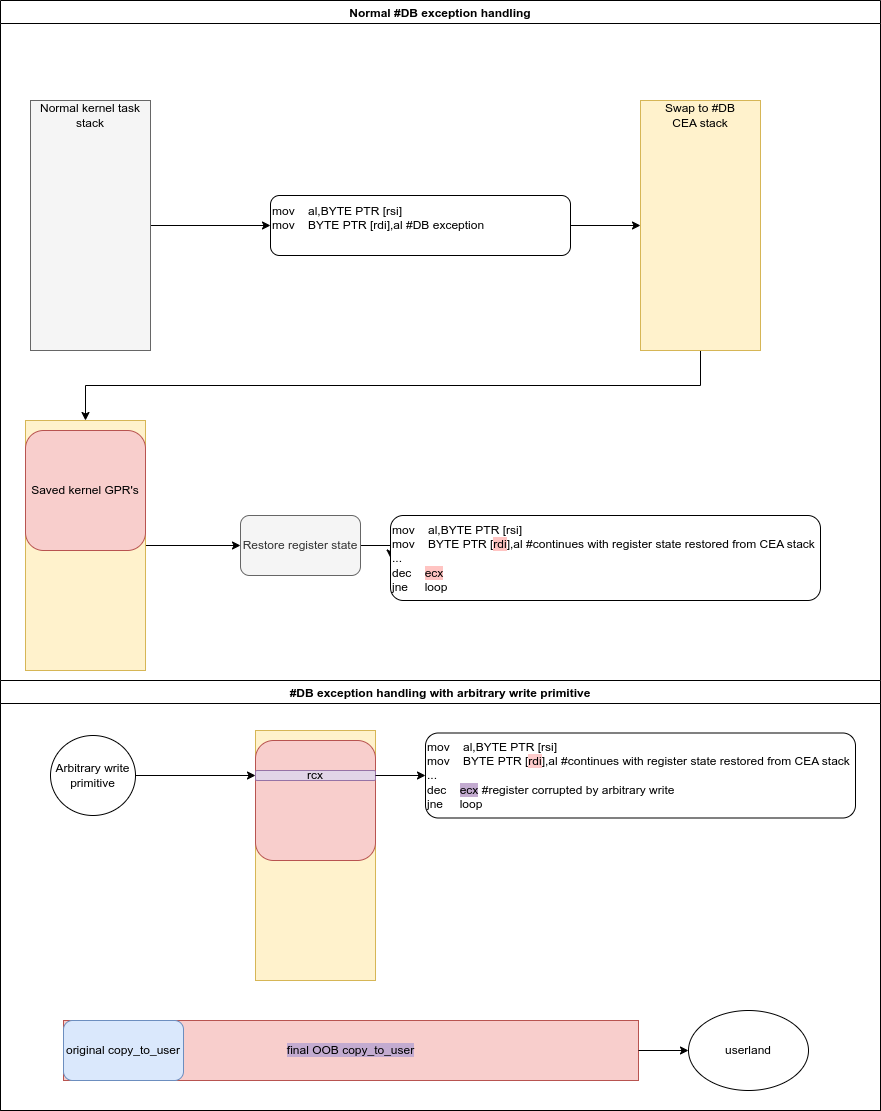 Normal #DB exception handling
Normal kernel task
stack
Swap to #DB
CEA stack
mov al,BYTE PTR [rsi]
mov BYTE PTR [rdi],al #DB exception
Saved kernel GPR's
Restore register state
mov al,BYTE PTR [rsi]
mov BYTE PTR [rdi],al #continues with register state restored from CEA stack
...
dec ecx
jne loop
#DB exception handling with arbitrary write primitive
Arbitrary write
primitive
rcx
mov al,BYTE PTR [rsi]
mov BYTE PTR [rdi],al #continues with register state restored from CEA stack
...
dec ecx #register corrupted by arbitrary write
jne loop
original copy_to_user
final OOB copy_to_user
userland